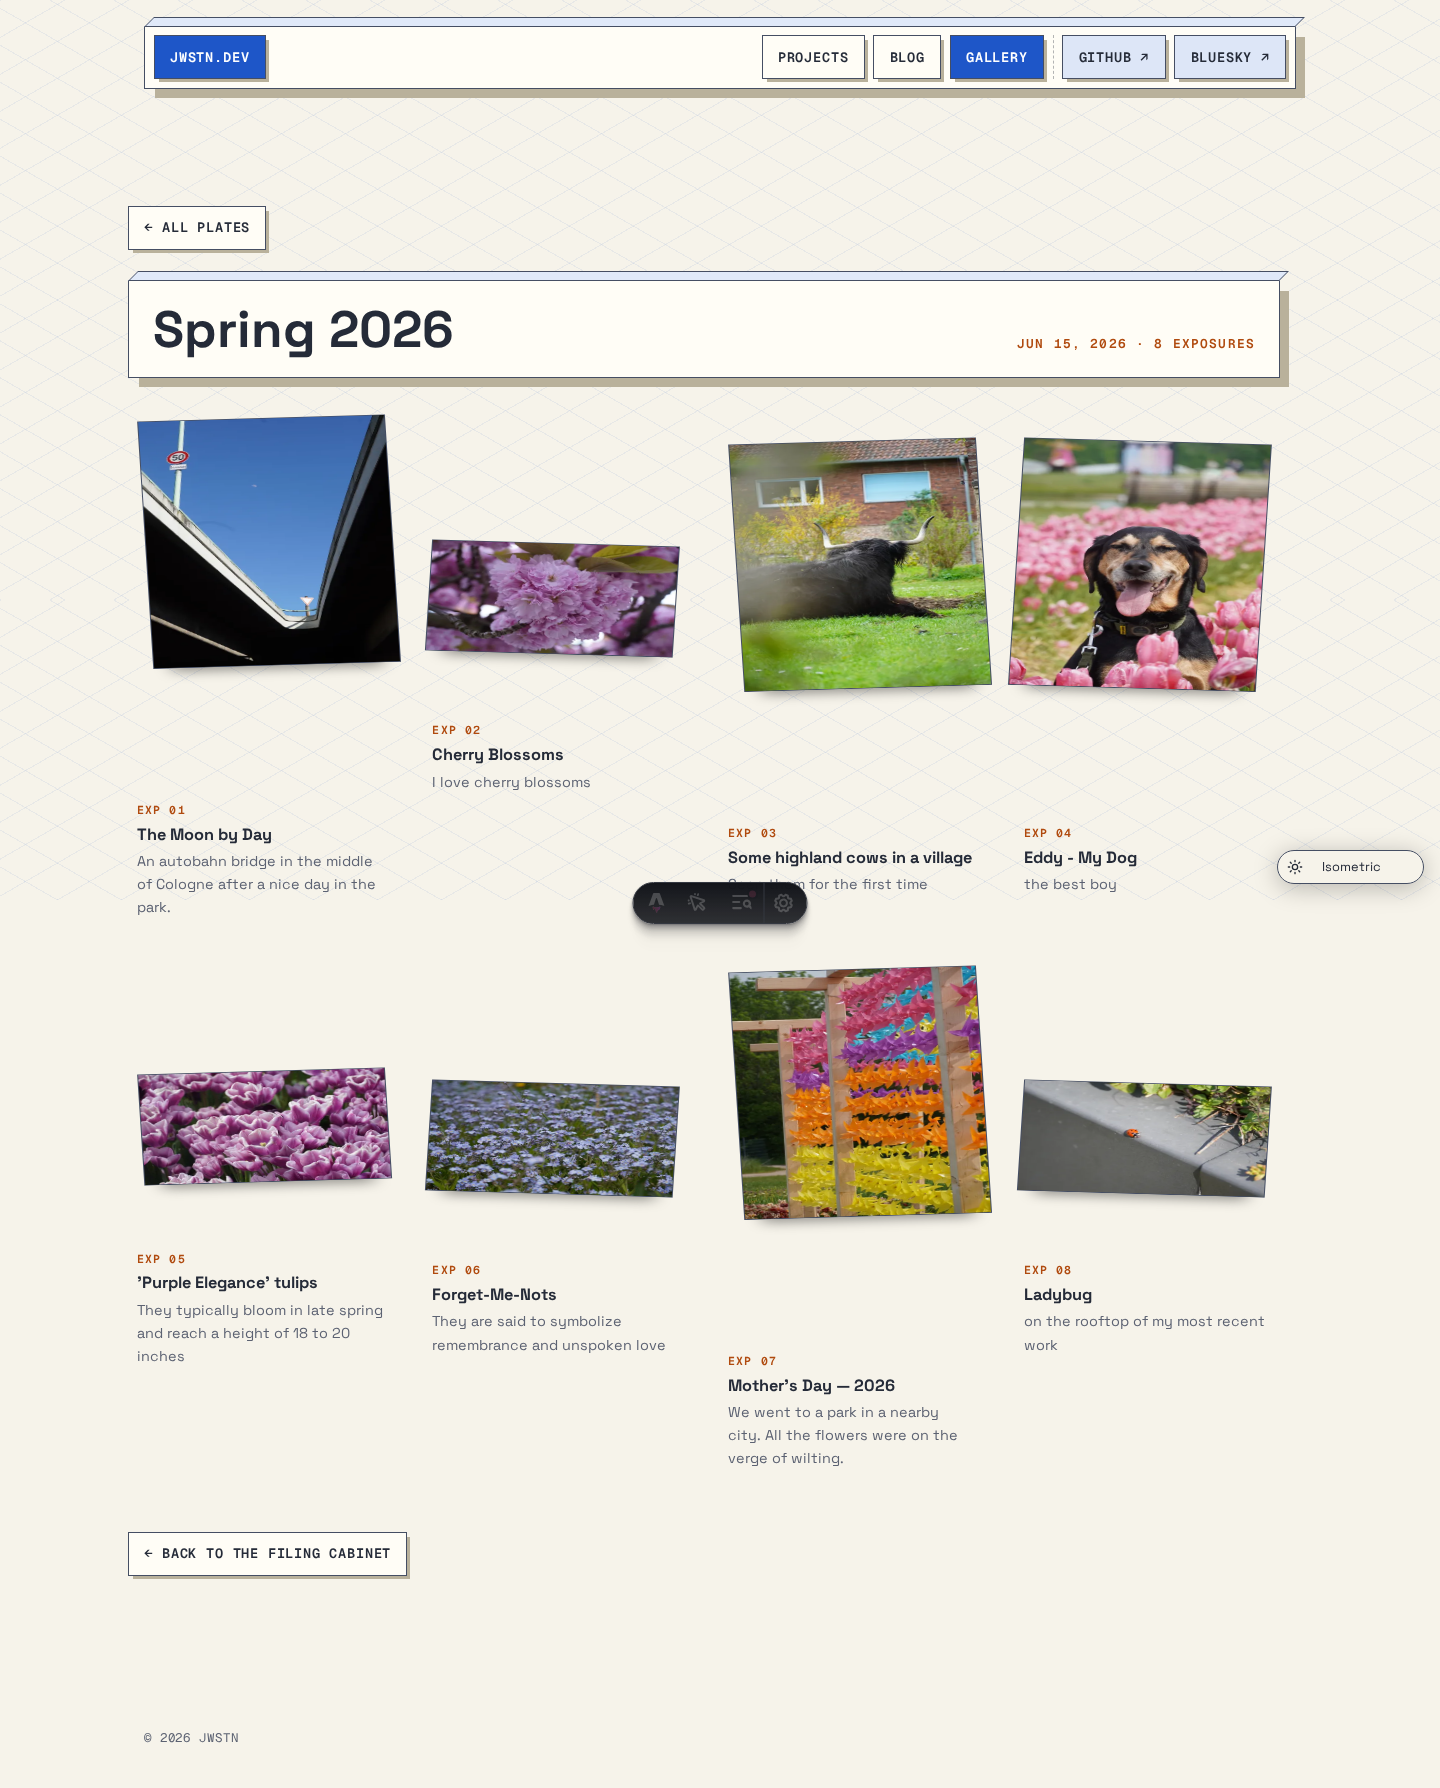 JWSTN.DEV
PROJECTS
BLOG
GALLERY
GITHUB ↗
BLUESKY ↗
← ALL PLATES
Spring 2026
JUN 15, 2026 · 8 EXPOSURES
50
EXP 01
The Moon by Day
An autobahn bridge in the middle
of Cologne after a nice day in the
park.
EXP 02
Cherry Blossoms
I love cherry blossoms
EXP 03
Some highland cows in a village
for the first time
EXP 04
Eddy - My Dog
the best boy
Isometric
EXP 05
’Purple Elegance’ tulips
They typically bloom in late spring
and reach a height of 18 to 20
inches
EXP 06
Forget-Me-Nots
They are said to symbolize
remembrance and unspoken love
EXP 07
Mother’s Day — 2026
We went to a park in a nearby
city. All the flowers were on the
verge of wilting.
EXP 08
Ladybug
on the rooftop of my most recent
work
← BACK TO THE FILING CABINET
© 2026 JWSTN